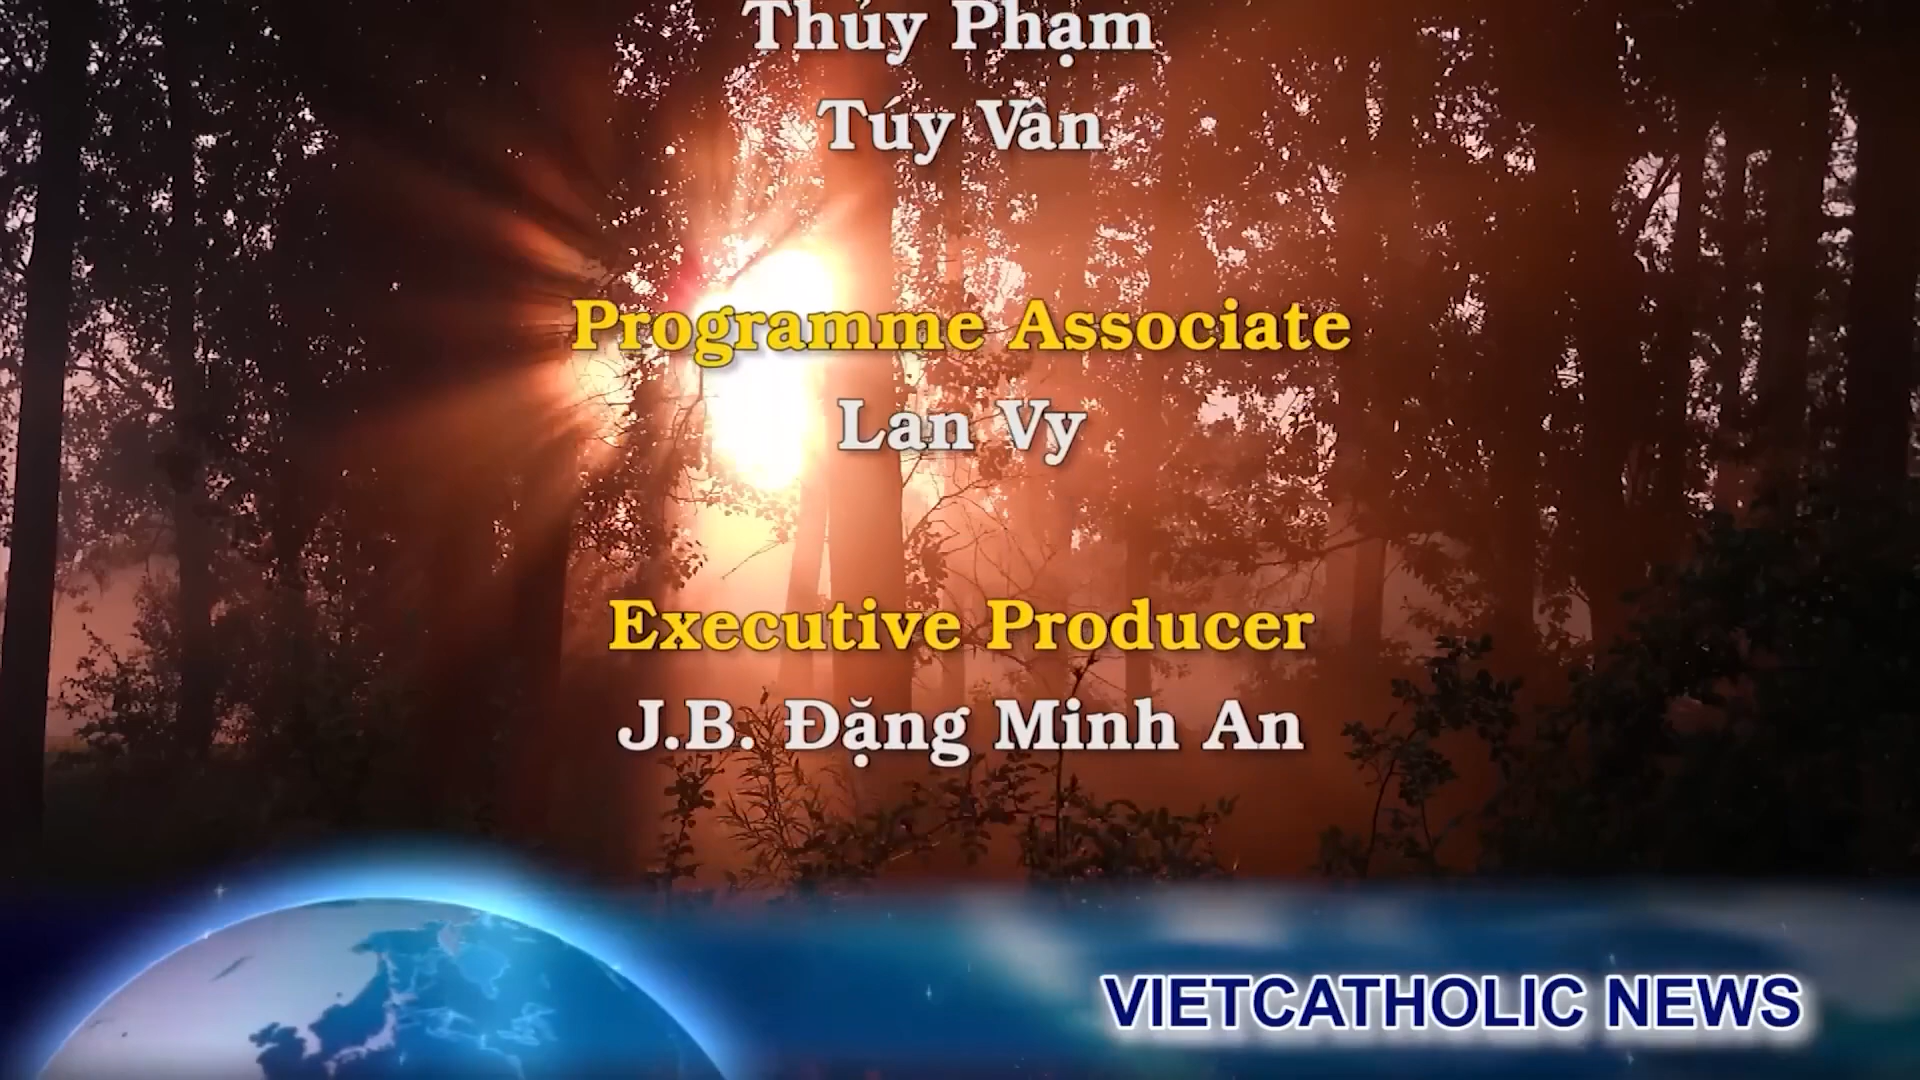 Thủy Phạm
Túy Vân
Programme Associate
Lan Vy
Executive Producer
J.B. Đặng Minh An
VIETCATHOLIC NEWS